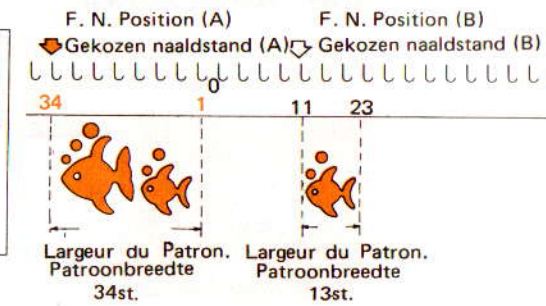 F. N. Position (A) F. N. Position (B)
Gekozen naaldstand (A) Gekozen naaldstand (B)
0
34 1 11 23
Largeur du Patron. Largeur du Patron.
Patroonbreedte Patroonbreedte
34st. 13st.